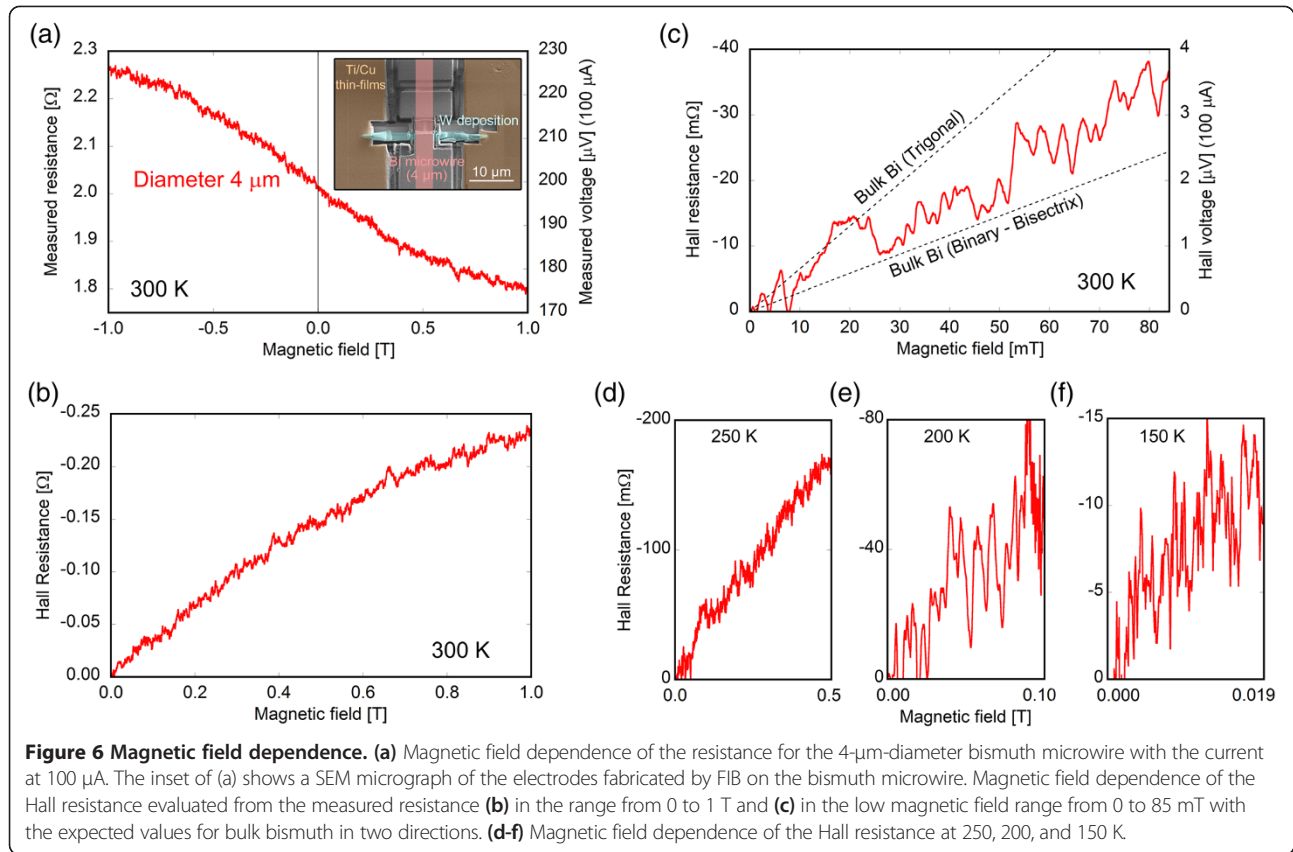 (a)
2.3
2.2
2.1
2.0
1.9
1.8
Measured resistance [Ω]
230
220
210
200
190
180
170
Measured voltage [μV] (100 μA)
Ti/Cu
thin-films
W deposition
Bi microwire
(4 μm)
10 μm
Diameter 4 μm
300 K
-1.0 -0.5 0.0 0.5 1.0
Magnetic field [T]
(c)
-40
-30
-20
-10
0
Hall resistance [mΩ]
4
3
2
1
0
Hall voltage [μV] (100 μA)
Bulk Bi (Trigonal)
Bulk Bi (Binary - Bisectrix)
300 K
0 10 20 30 40 50 60 70 80
Magnetic field [mT]
(b)
-0.25
-0.20
-0.15
-0.10
-0.05
0.00
Hall Resistance [Ω]
300 K
0.0 0.2 0.4 0.6 0.8 1.0
Magnetic field [T]
(d)
-200
-100
0
Hall Resistance [mΩ]
250 K
0.0 0.5
(e)
-80
-40
-0
200 K
0.00 0.10
Magnetic field [T]
(f)
-15
-10
-5
-0
150 K
0.000 0.019
Figure 6 Magnetic field dependence. (a) Magnetic field dependence of the resistance for the 4-μm-diameter bismuth microwire with the current
at 100 μA. The inset of (a) shows a SEM micrograph of the electrodes fabricated by FIB on the bismuth microwire. Magnetic field dependence of the
Hall resistance evaluated from the measured resistance (b) in the range from 0 to 1 T and (c) in the low magnetic field range from 0 to 85 mT with
the expected values for bulk bismuth in two directions. (d-f) Magnetic field dependence of the Hall resistance at 250, 200, and 150 K.